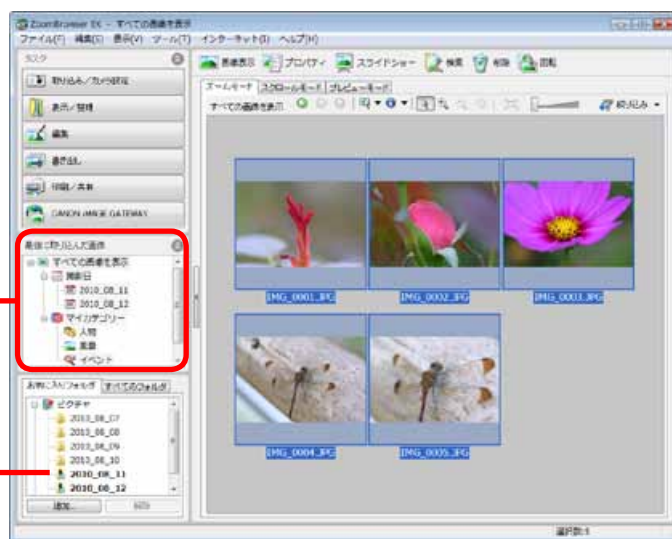 ZoomBrowser EX - すべての画像を表示
ファイル(F) 編集(E) 表示(V) ツール(T) インターネット(I) ヘルプ(H)
タスク
取り込み/カメラ設定
表示/整理
編集
書き出し
印刷/共有
CANON iMAGE GATEWAY
画像表示 プロパティ スライドショー 検索 削除 回転
ズームモード スクロールモード プレビューモード
すべての画像を表示
絞り込み
IMG_0001.JPG
IMG_0002.JPG
IMG_0003.JPG
IMG_0004.JPG
IMG_0005.JPG
最後に取り込んだ画像
すべての画像を表示
撮影日
2010_08_11
2010_08_12
マイカテゴリー
人物
風景
イベント
お気に入りフォルダ すべてのフォルダ
ピクチャ
2010_08_11
2010_08_12
追加... 解除
選択数:5